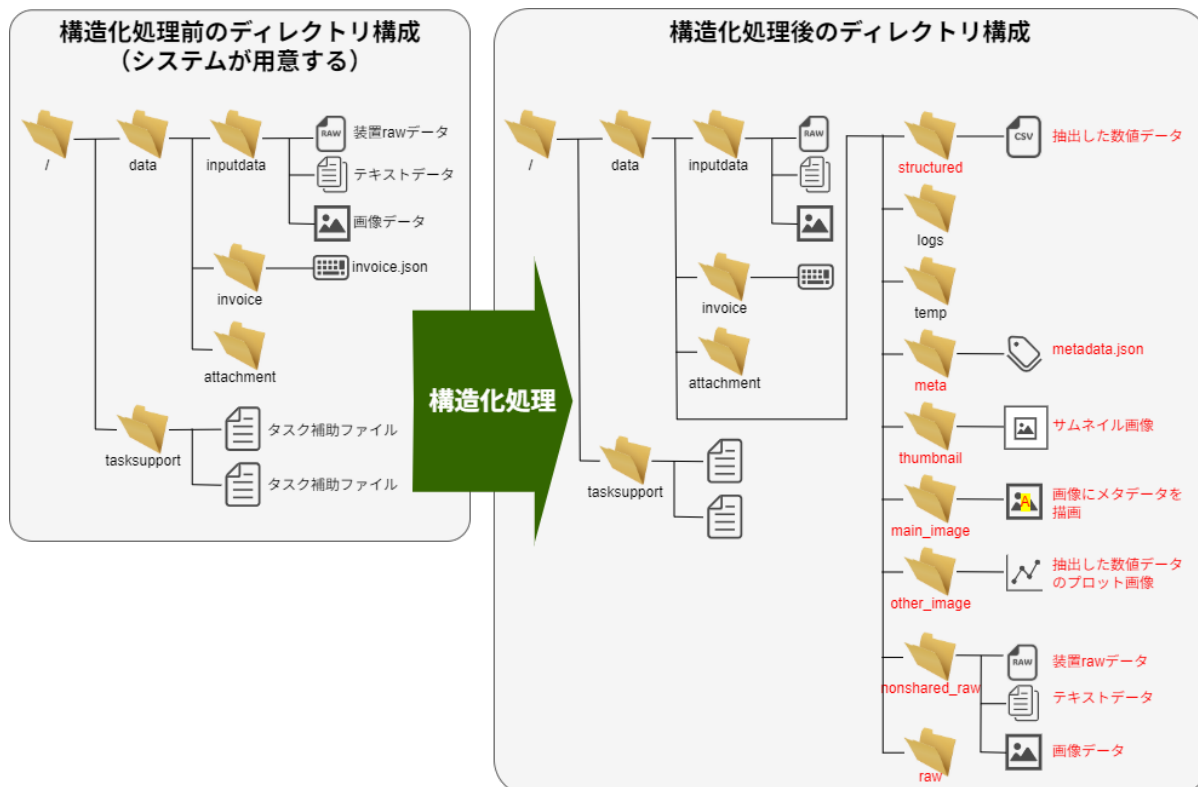 構造化処理前のディレクトリ構成
（システムが用意する）
/
data
inputdata
RAW
装置rawデータ
テキストデータ
画像データ
invoice
invoice.json
attachment
tasksupport
タスク補助ファイル
タスク補助ファイル
構造化処理
構造化処理後のディレクトリ構成
/
data
inputdata
RAW
invoice
attachment
tasksupport
structured
CSV
抽出した数値データ
logs
temp
meta
metadata.json
thumbnail
サムネイル画像
main_image
A
画像にメタデータを
描画
other_image
抽出した数値データ
のプロット画像
nonshared_raw
RAW
装置rawデータ
テキストデータ
画像データ
raw